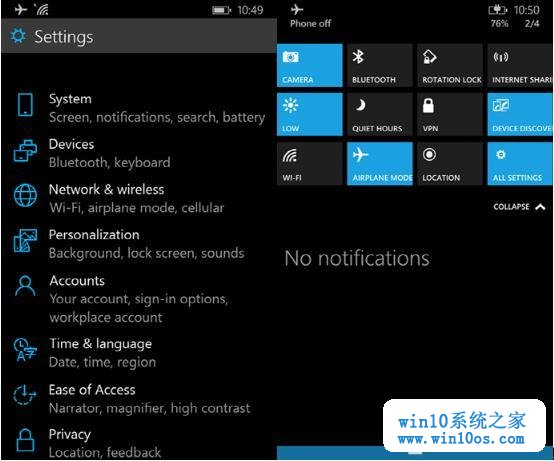 10:49
Settings
System
Screen, notifications, search, battery
Devices
Bluetooth, keyboard
Network & wireless
Wi-Fi, airplane mode, cellular
Personalization
Background, lock screen, sounds
Accounts
Your account, sign-in options,
workplace account
Time & language
Date, time, region
Ease of Access
Narrator, magnifier, high contrast
Privacy
Location, feedback
10:50
Phone off 76% 2/4
CAMERA BLUETOOTH ROTATION LOCK INTERNET SHARI
LOW QUIET HOURS VPN DEVICE DISCOVER
WI-FI AIRPLANE MODE LOCATION ALL SETTINGS
COLLAPSE
No notifications
win10系统之家
www.win10os.com